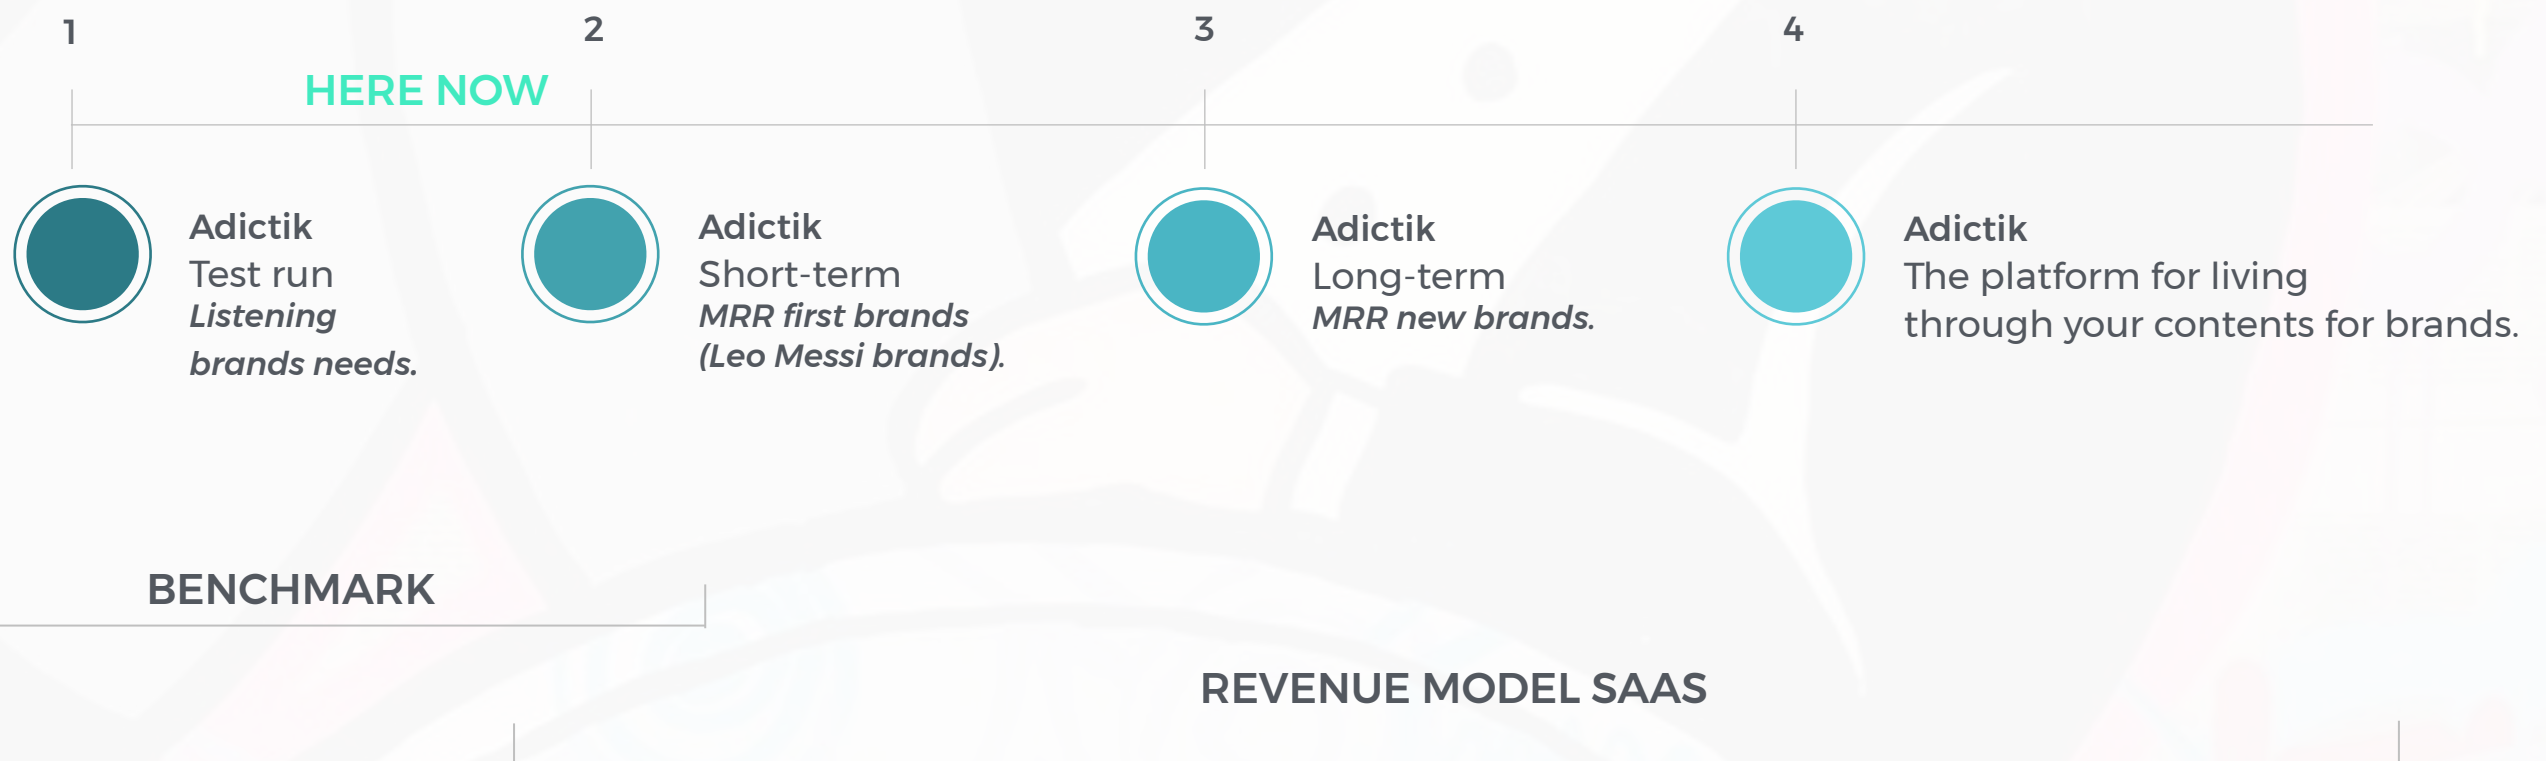 1
2
3
4
HERE NOW
Adictik
Test run
Listening
brands needs.
Adictik
Short-term
MRR first brands
(Leo Messi brands).
Adictik
Long-term
MRR new brands.
Adictik
The platform for living
through your contents for brands.
BENCHMARK
REVENUE MODEL SAAS